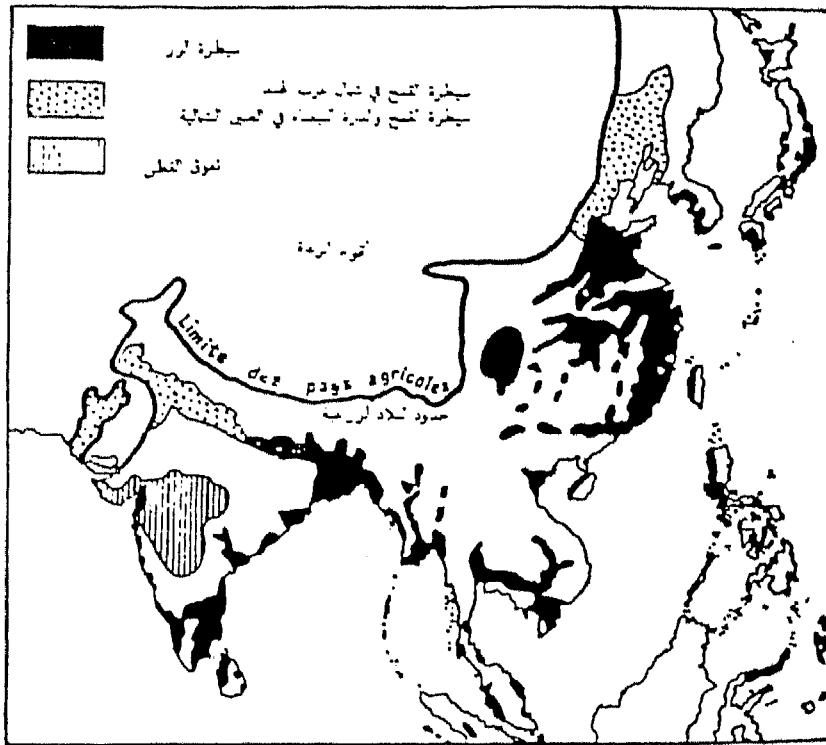 سيطرة الرز
سيطرة القمح في شمال غرب الهند
سيطرة القمح والذرة البيضاء في الصين الشمالية
تفوق القطن
Limite des pays agricoles
حدود البلاد الزراعية